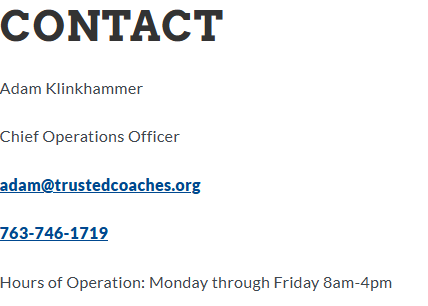 CONTACT
Adam Klinkhammer
Chief Operations Officer
adam@trustedcoaches.org
763-746-1719
Hours of Operation: Monday through Friday 8am-4pm